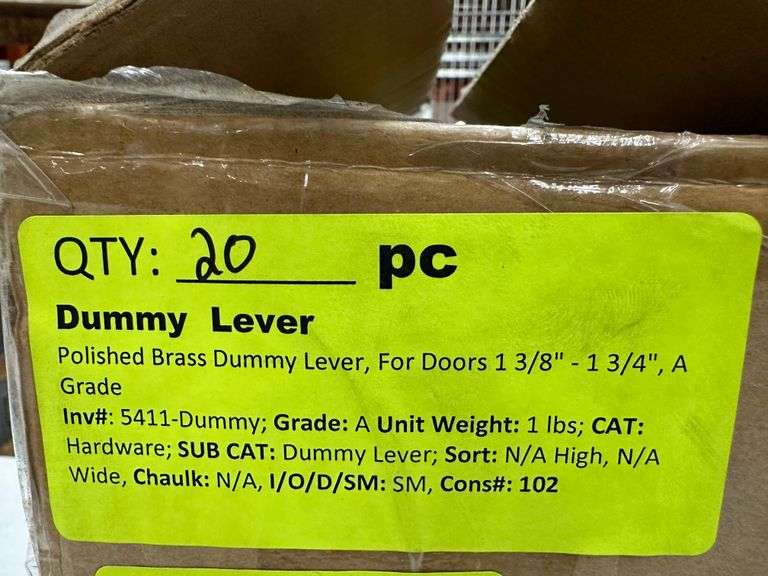 QTY: 20 pc
Dummy Lever
Polished Brass Dummy Lever, For Doors 1 3/8" - 1 3/4", A
Grade
Inv#: 5411-Dummy; Grade: A Unit Weight: 1 lbs; CAT:
Hardware; SUB CAT: Dummy Lever; Sort: N/A High, N/A
Wide, Chaulk: N/A, I/O/D/SM: SM, Cons#: 102